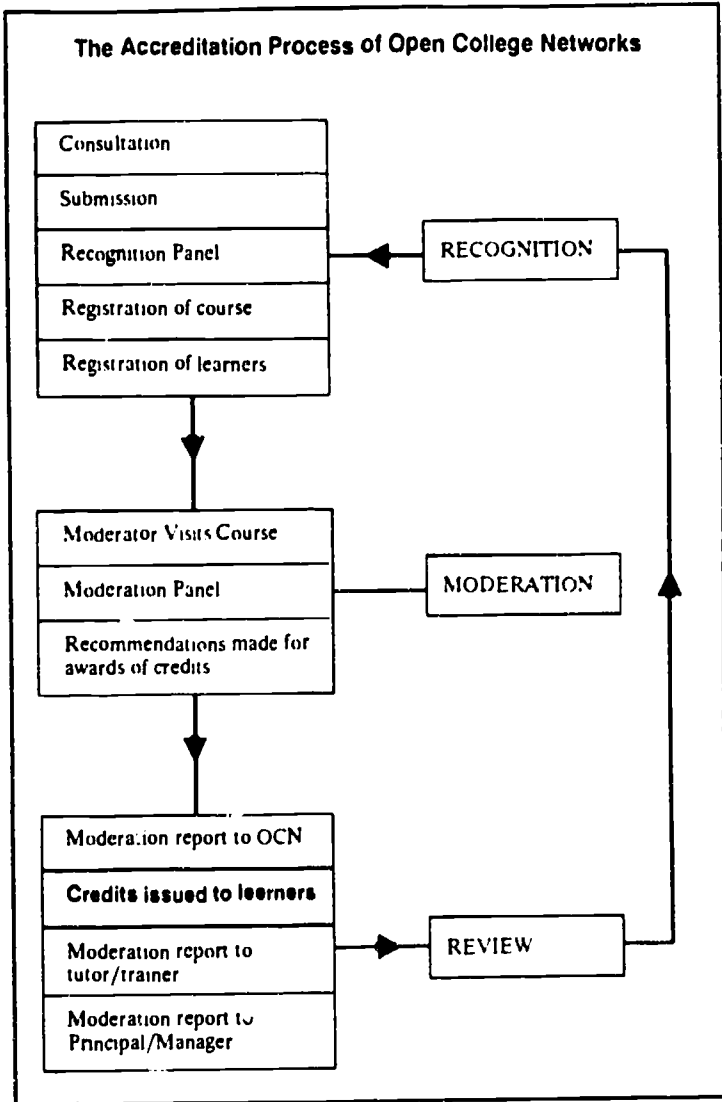 The Accreditation Process of Open College Networks
Consultation
Submission
Recognition Panel
RECOGNITION
Registration of course
Registration of learners
Moderator Visits Course
Moderation Panel
MODERATION
Recommendations made for
awards of credits
Moderation report to OCN
Credits issued to learners
Moderation report to
tutor/trainer
REVIEW
Moderation report to
Principal/Manager